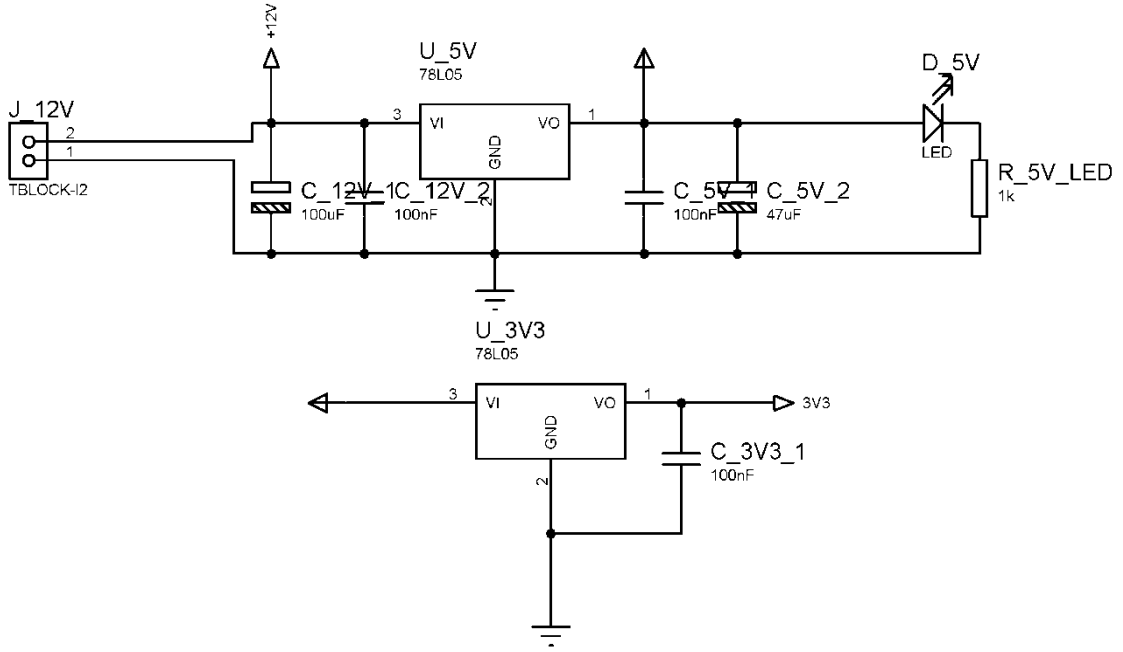 +12V
U_5V
78L05
D_5V
J_12V
2
1
TBLOCK-I2
3
VI
VO
1
GND
2
LED
C_12V_1
100uF
C_12V_2
100nF
C_5V_1
100nF
C_5V_2
47uF
R_5V_LED
1k
U_3V3
78L05
3
VI
VO
1
3V3
GND
2
C_3V3_1
100nF